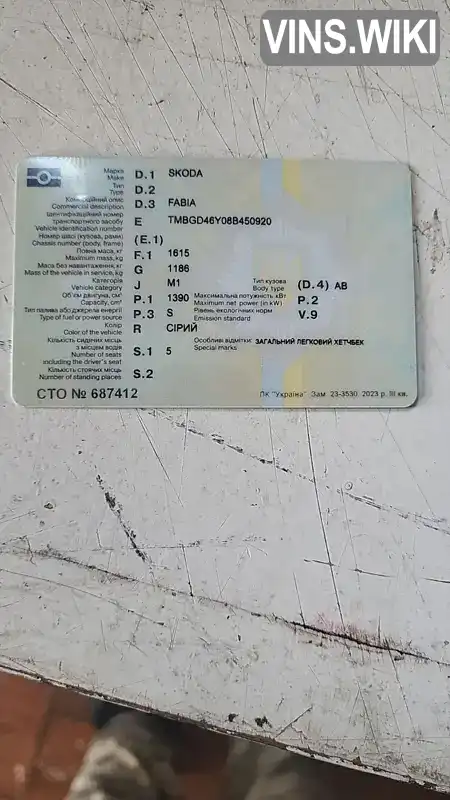 VINS.WIKI
Марка D.1 SKODA
Make
Тип D.2
Type
Комерційний опис D.3 FABIA
Commercial description
Ідентифікаційний номер
транспортного засобу E TMBGD46Y08B450920
Vehicle identification number
Номер шасі (кузова, рами) (E.1)
Chassis number (body, frame)
Повна маса, кг F.1 1615
Maximum mass, kg
Маса без навантаження, кг G 1186
Mass of the vehicle in service, kg
Категорія J M1 Тип кузова (D.4) АВ
Vehicle category Body type
Об'єм двигуна, см³ P.1 1390 Максимальна потужність, кВт P.2
Capacity, cm³ Maximum net power (in kW)
Тип палива або джерела енергії P.3 S Рівень екологічних норм V.9
Type of fuel or power source Emission standard
Колір R СІРИЙ Особливі відмітки: ЗАГАЛЬНИЙ ЛЕГКОВИЙ ХЕТЧБЕК
Color of the vehicle Special marks
Кількість сидячих місць
з місцем водія S.1 5
Number of seats
including the driver's seat
Кількість стоячих місць S.2
Number of standing places
СТО № 687412 ПК "Україна" Зам. 23-3530 2023 р. III кв.